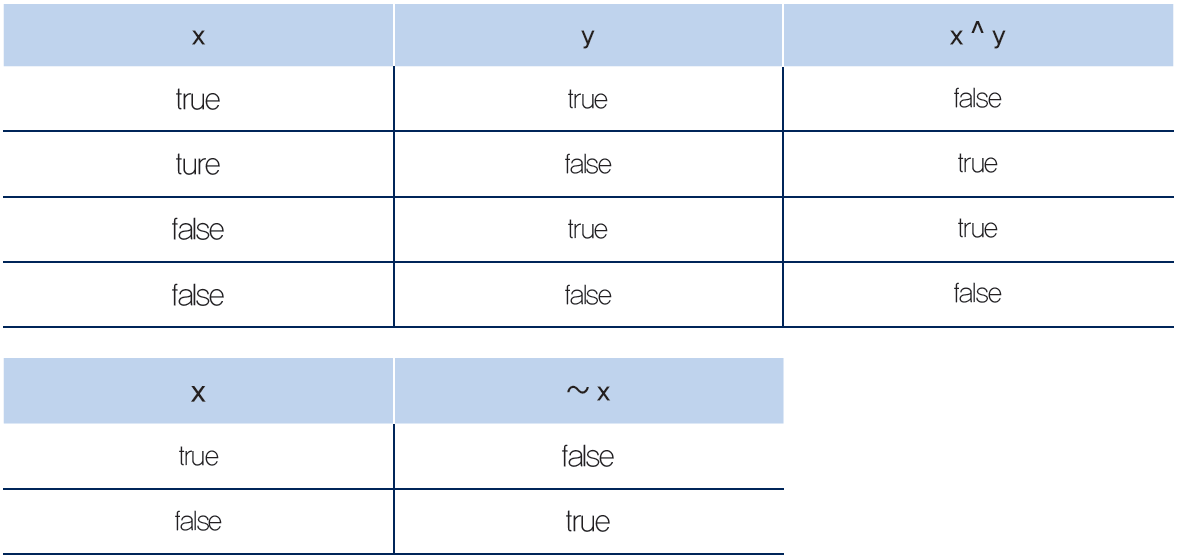 x y x ^ y
true true false
ture false true
false true true
false false false
x ~ x
true false
false true